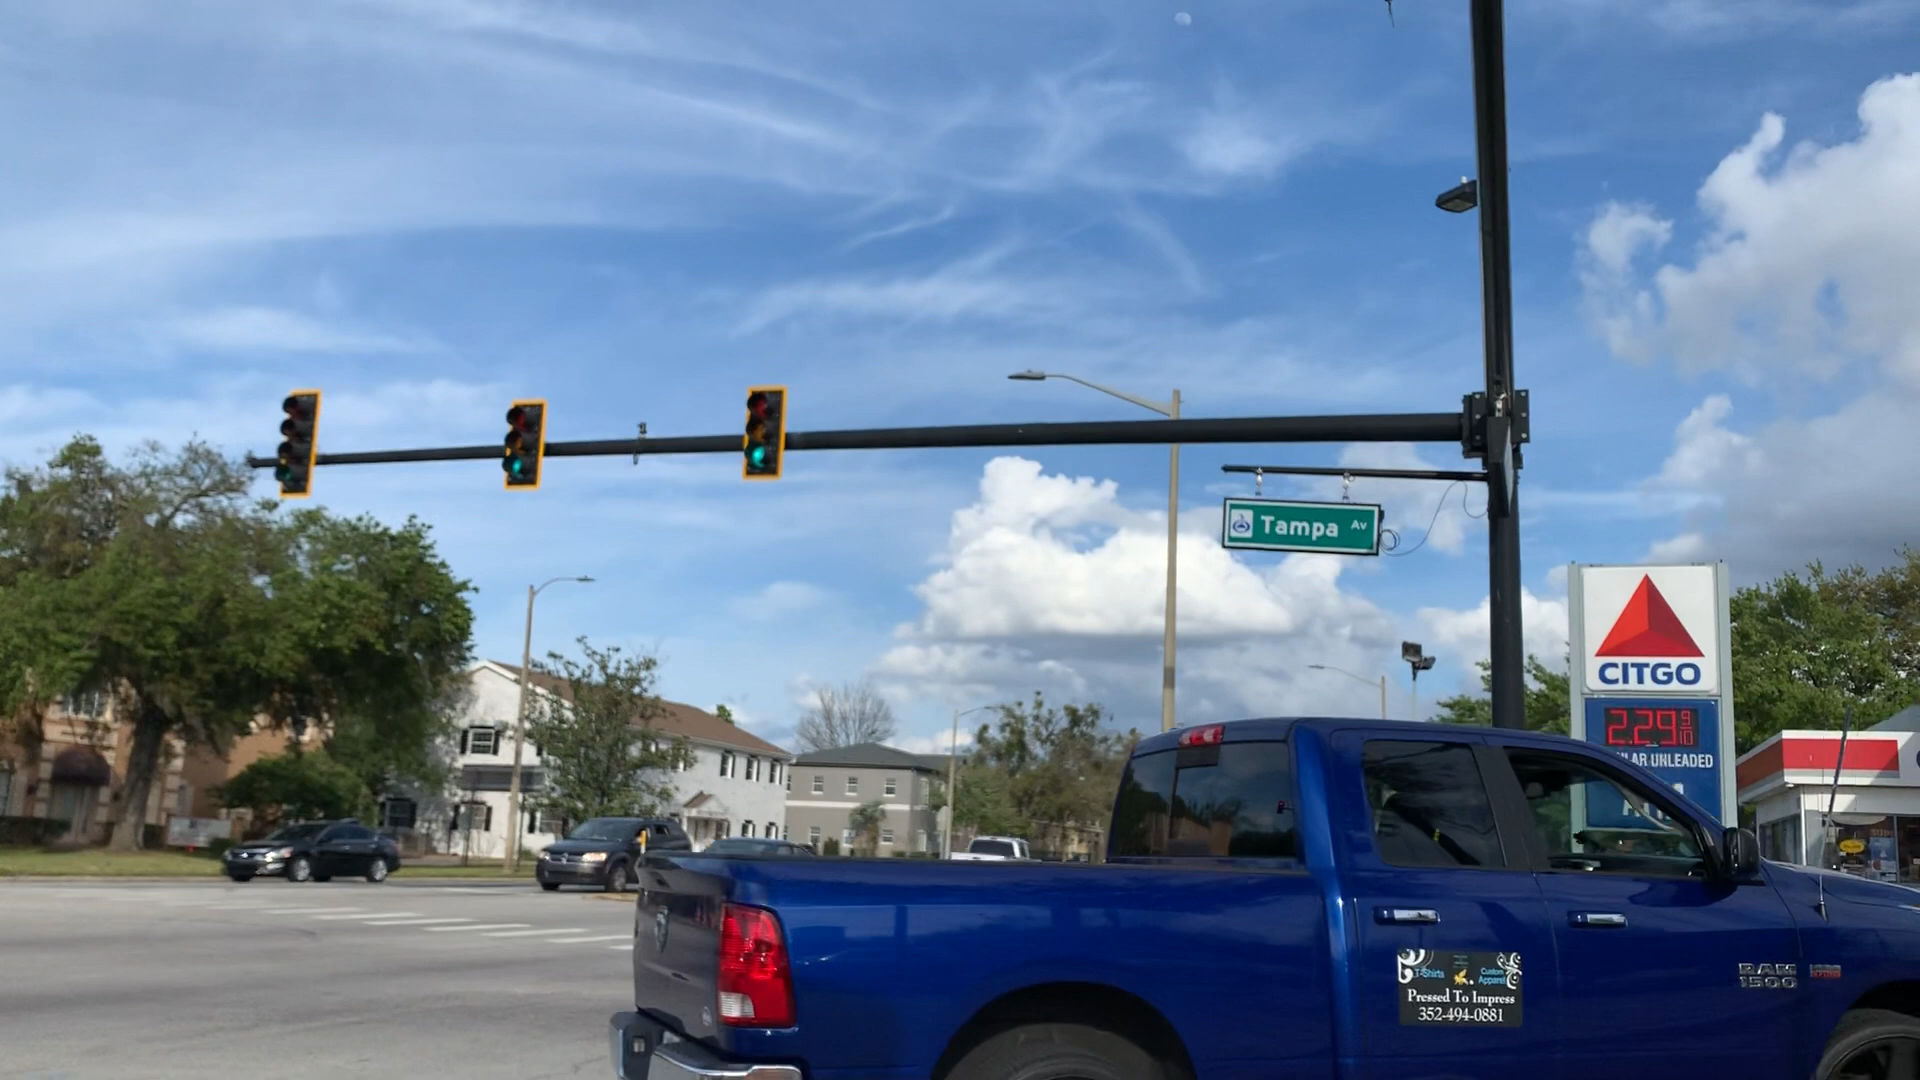 Tampa Av
CITGO
2.29 9/10
LAR UNLEADED
T-Shirts
Custom
Apparel
Pressed To Impress
352-494-0881
RAM
1500